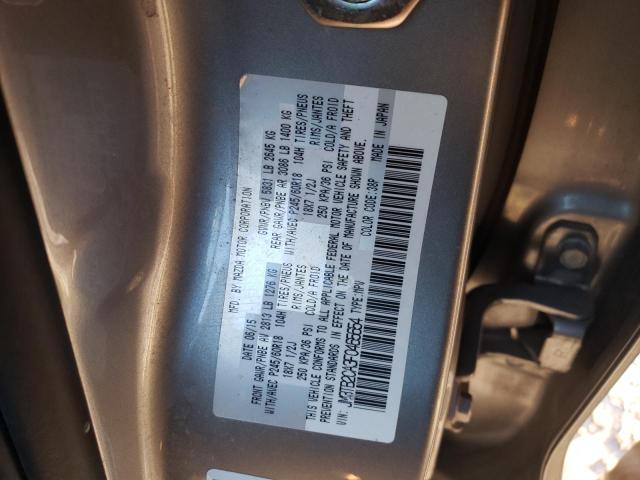 MFD. BY MAZDA MOTOR CORPORATION
DATE 06/15 GVWR/PNBV 5831 LB 2645 KG
FRONT GAWR/PNBE AV 2813 LB 1276 KG REAR GAWR/PNBE AR 3086 LB 1400 KG
WITH/AVEC P245/60R18 104H TIRES/PNEUS WITH/AVEC P245/60R18 104H TIRES/PNEUS
18X7 1/2J RIMS/JANTES 18X7 1/2J RIMS/JANTES
250 KPA/36 PSI COLD/A FROID 250 KPA/36 PSI COLD/A FROID
THIS VEHICLE CONFORMS TO ALL APPLICABLE FEDERAL MOTOR VEHICLE SAFETY AND THEFT
PREVENTION STANDARDS IN EFFECT ON THE DATE OF MANUFACTURE SHOWN ABOVE.
VIN: TYPE:MPV COLOR CODE:38P MADE IN JAPAN